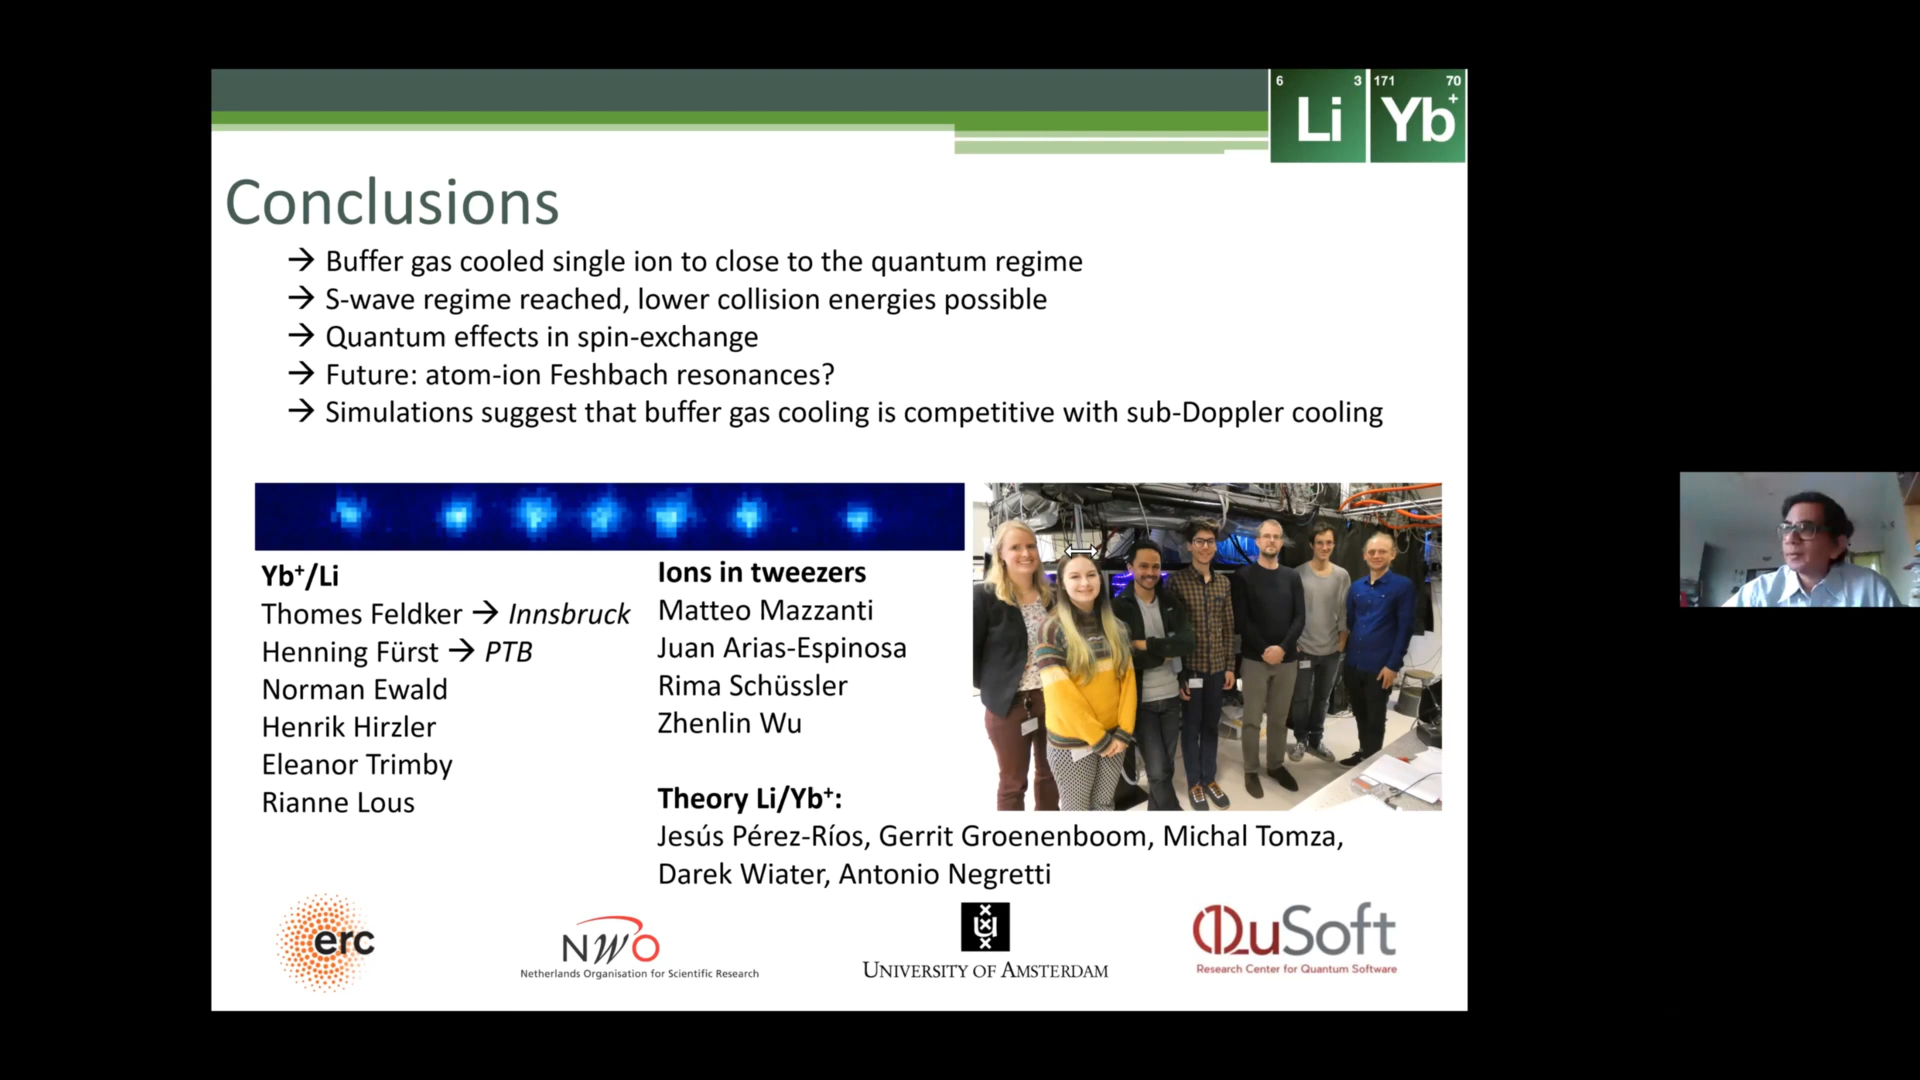 6 3 171 70
Li Yb+
Conclusions
→ Buffer gas cooled single ion to close to the quantum regime
→ S-wave regime reached, lower collision energies possible
→ Quantum effects in spin-exchange
→ Future: atom-ion Feshbach resonances?
→ Simulations suggest that buffer gas cooling is competitive with sub-Doppler cooling
Yb⁺/Li
Thomes Feldker → Innsbruck
Henning Fürst → PTB
Norman Ewald
Henrik Hirzler
Eleanor Trimby
Rianne Lous
Ions in tweezers
Matteo Mazzanti
Juan Arias-Espinosa
Rima Schüssler
Zhenlin Wu
Theory Li/Yb⁺:
Jesús Pérez-Ríos, Gerrit Groenenboom, Michal Tomza,
Darek Wiater, Antonio Negretti
erc
NWO
Netherlands Organisation for Scientific Research
UNIVERSITY OF AMSTERDAM
QuSoft
Research Center for Quantum Software